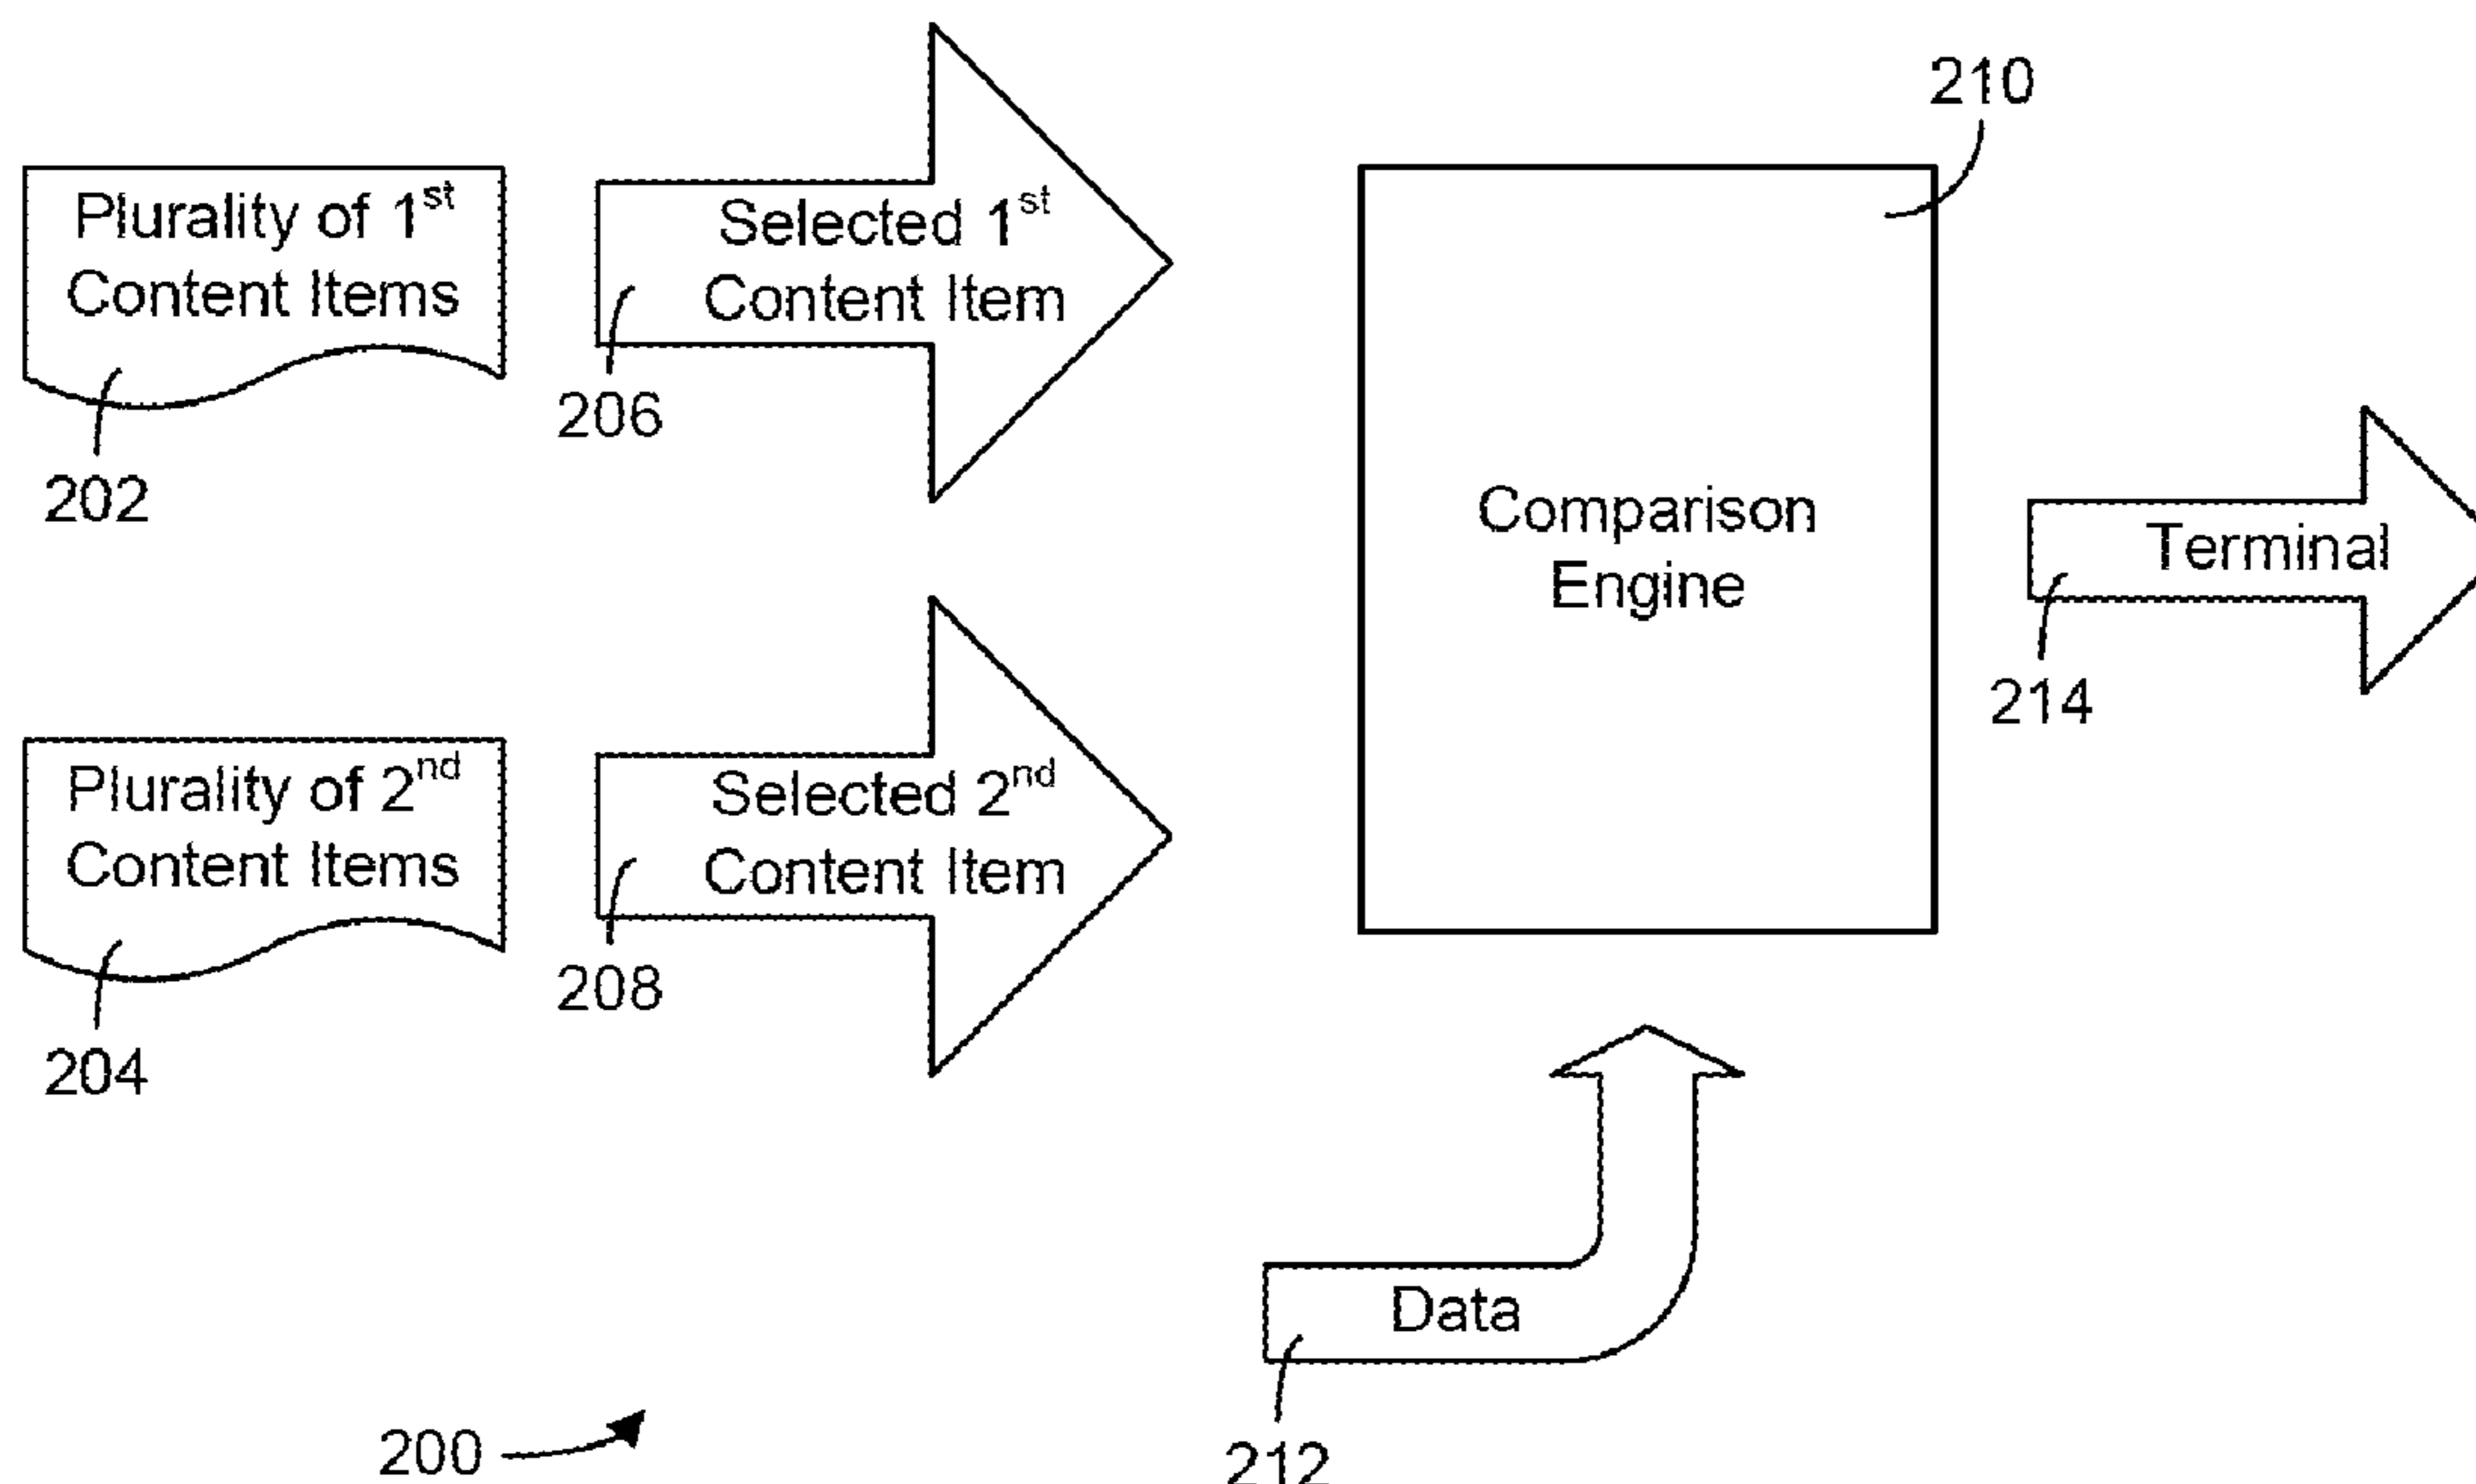 210
Plurality of 1st
Content Items
202
Selected 1st
Content Item
206
Comparison
Engine
Terminal
214
Plurality of 2nd
Content Items
204
Selected 2nd
Content Item
208
Data
212
200